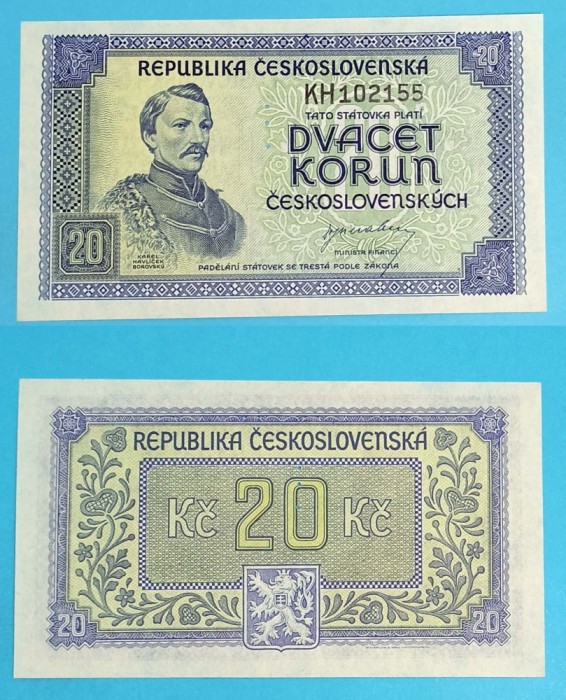 20
REPUBLIKA ČESKOSLOVENSKÁ
KH102155
TATO STÁTOVKA PLATÍ
DVACET
KORUN
ČESKOSLOVENSKÝCH
MINISTR FINANCÍ
20
KAREL
HAVLÍČEK
BOROVSKÝ
PADĚLÁNÍ STÁTOVEK SE TRESTÁ PODLE ZÁKONA
REPUBLIKA ČESKOSLOVENSKÁ
Kč 20 Kč
20 20